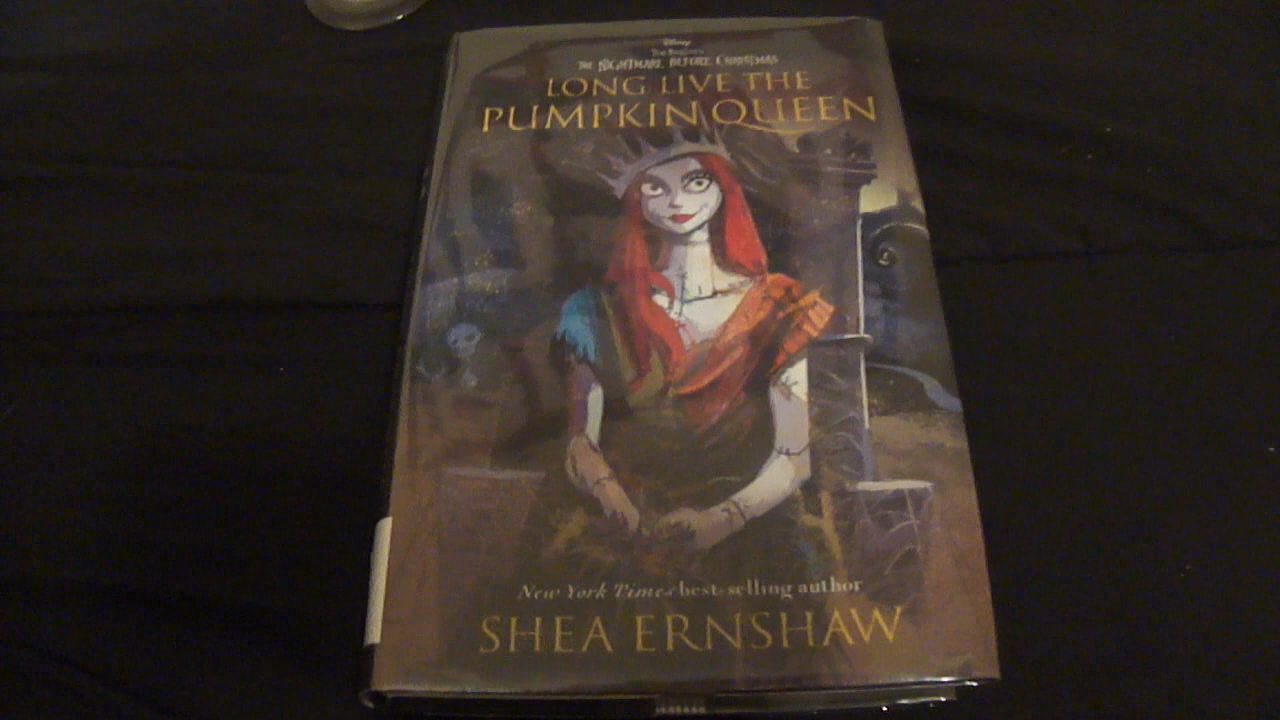 Disney
Tim Burton's
THE NIGHTMARE BEFORE CHRISTMAS
LONG LIVE THE
PUMPKIN QUEEN
New York Times best-selling author
SHEA ERNSHAW